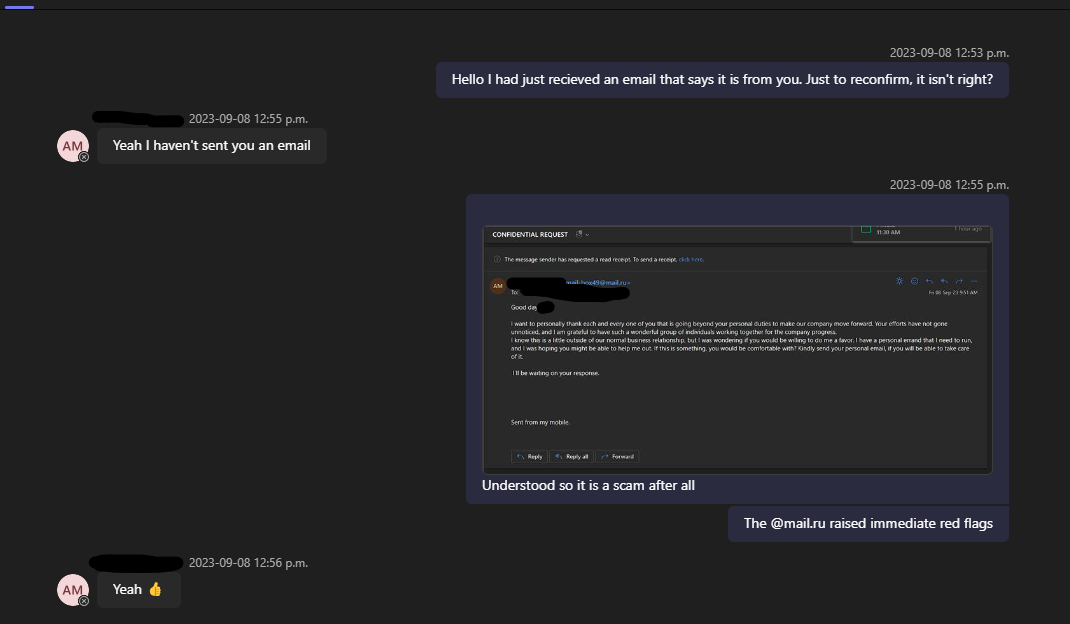 2023-09-08 12:53 p.m.
Hello I had just recieved an email that says it is from you. Just to reconfirm, it isn't right?
2023-09-08 12:55 p.m.
AM
Yeah I haven't sent you an email
2023-09-08 12:55 p.m.
CONFIDENTIAL REQUEST
11:30 AM
1 hour ago
The message sender has requested a read receipt. To send a receipt, click here.
AM
mail-box49@mail.ru>
To:
Fri 08-Sep-23 9:51 AM
Good day
I want to personally thank each and every one of you that is going beyond your personal duties to make our company move forward. Your efforts have not gone
unnoticed, and I am grateful to have such a wonderful group of individuals working together for the company progress.
I know this is a little outside of our normal business relationship, but I was wondering if you would be willing to do me a favor. I have a personal errand that I need to run,
and I was hoping you might be able to help me out. If this is something, you would be comfortable with? Kindly send your personal email, if you will be able to take care
of it.
I'll be waiting on your response.
Sent from my mobile.
Reply
Reply all
Forward
Understood so it is a scam after all
The @mail.ru raised immediate red flags
2023-09-08 12:56 p.m.
AM
Yeah 👍